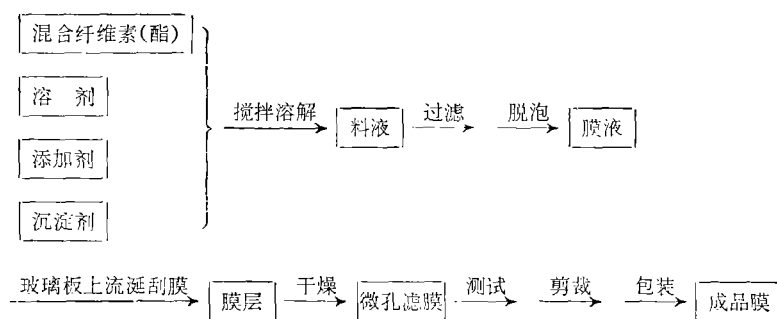 混合纤维素(酯)
溶 剂
添加剂
沉淀剂
搅拌溶解
料液
过滤
脱泡
膜液
玻璃板上流涎刮膜
膜层
干燥
微孔滤膜
测试
剪裁
包装
成品膜